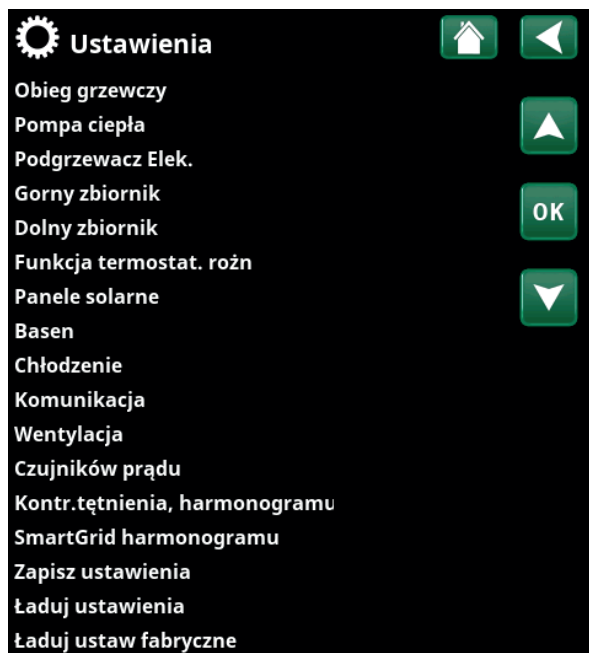 Ustawienia
Obieg grzewczy
Pompa ciepła
Podgrzewacz Elek.
Gorny zbiornik
Dolny zbiornik
Funkcja termostat. rożn
Panele solarne
Basen
Chłodzenie
Komunikacja
Wentylacja
Czujników prądu
Kontr.tętnienia, harmonogramu
SmartGrid harmonogramu
Zapisz ustawienia
Ładuj ustawienia
Ładuj ustaw fabryczne
OK